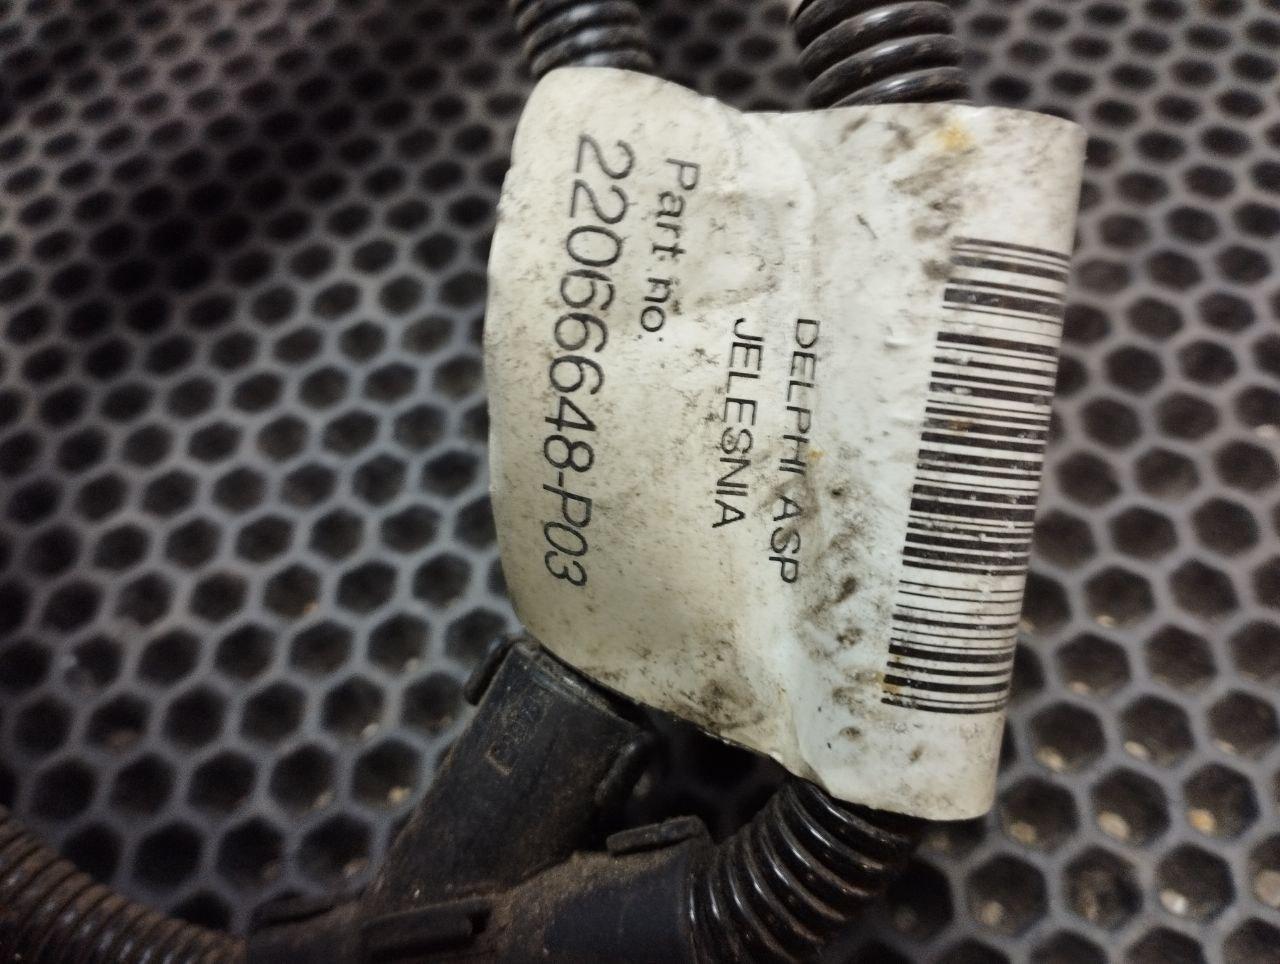 DELPHI ASP
JELESNIA
Part no:
22066648-P03